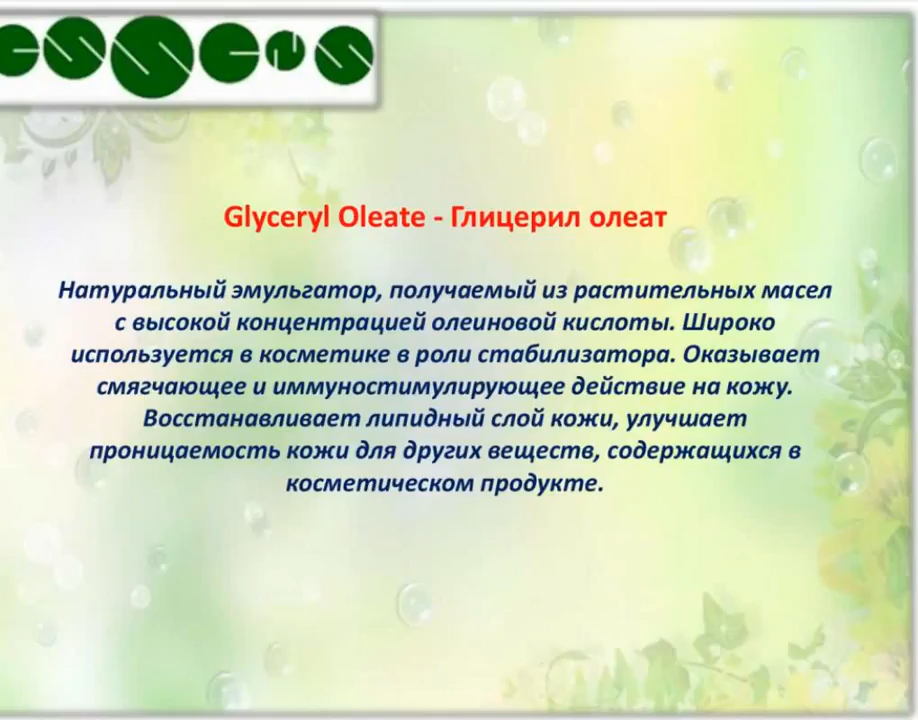 Glyceryl Oleate - Глицерил олеат
Натуральный эмульгатор, получаемый из растительных масел
с высокой концентрацией олеиновой кислоты. Широко
используется в косметике в роли стабилизатора. Оказывает
смягчающее и иммуностимулирующее действие на кожу.
Восстанавливает липидный слой кожи, улучшает
проницаемость кожи для других веществ, содержащихся в
косметическом продукте.